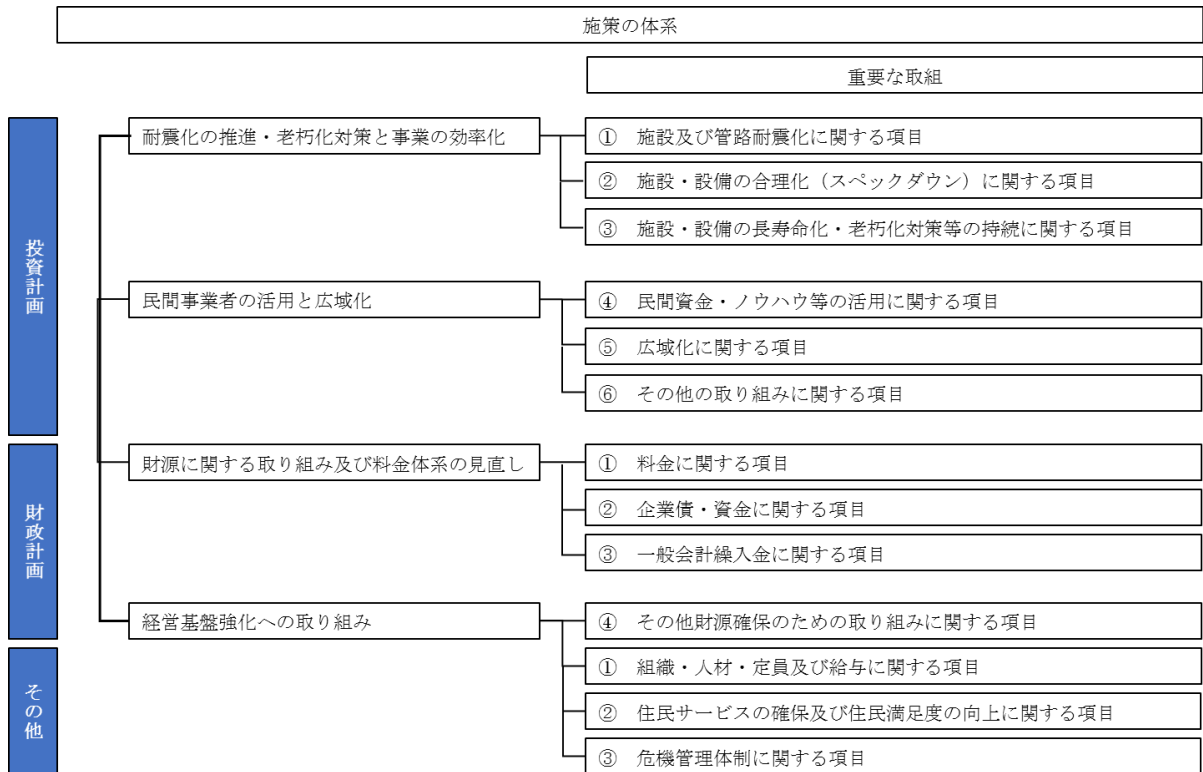 施策の体系
重要な取組
投資計画
耐震化の推進・老朽化対策と事業の効率化
① 施設及び管路耐震化に関する項目
② 施設・設備の合理化（スペックダウン）に関する項目
③ 施設・設備の長寿命化・老朽化対策等の持続に関する項目
民間事業者の活用と広域化
④ 民間資金・ノウハウ等の活用に関する項目
⑤ 広域化に関する項目
⑥ その他の取り組みに関する項目
財政計画
財源に関する取り組み及び料金体系の見直し
① 料金に関する項目
② 企業債・資金に関する項目
③ 一般会計繰入金に関する項目
経営基盤強化への取り組み
④ その他財源確保のための取り組みに関する項目
その他
① 組織・人材・定員及び給与に関する項目
② 住民サービスの確保及び住民満足度の向上に関する項目
③ 危機管理体制に関する項目